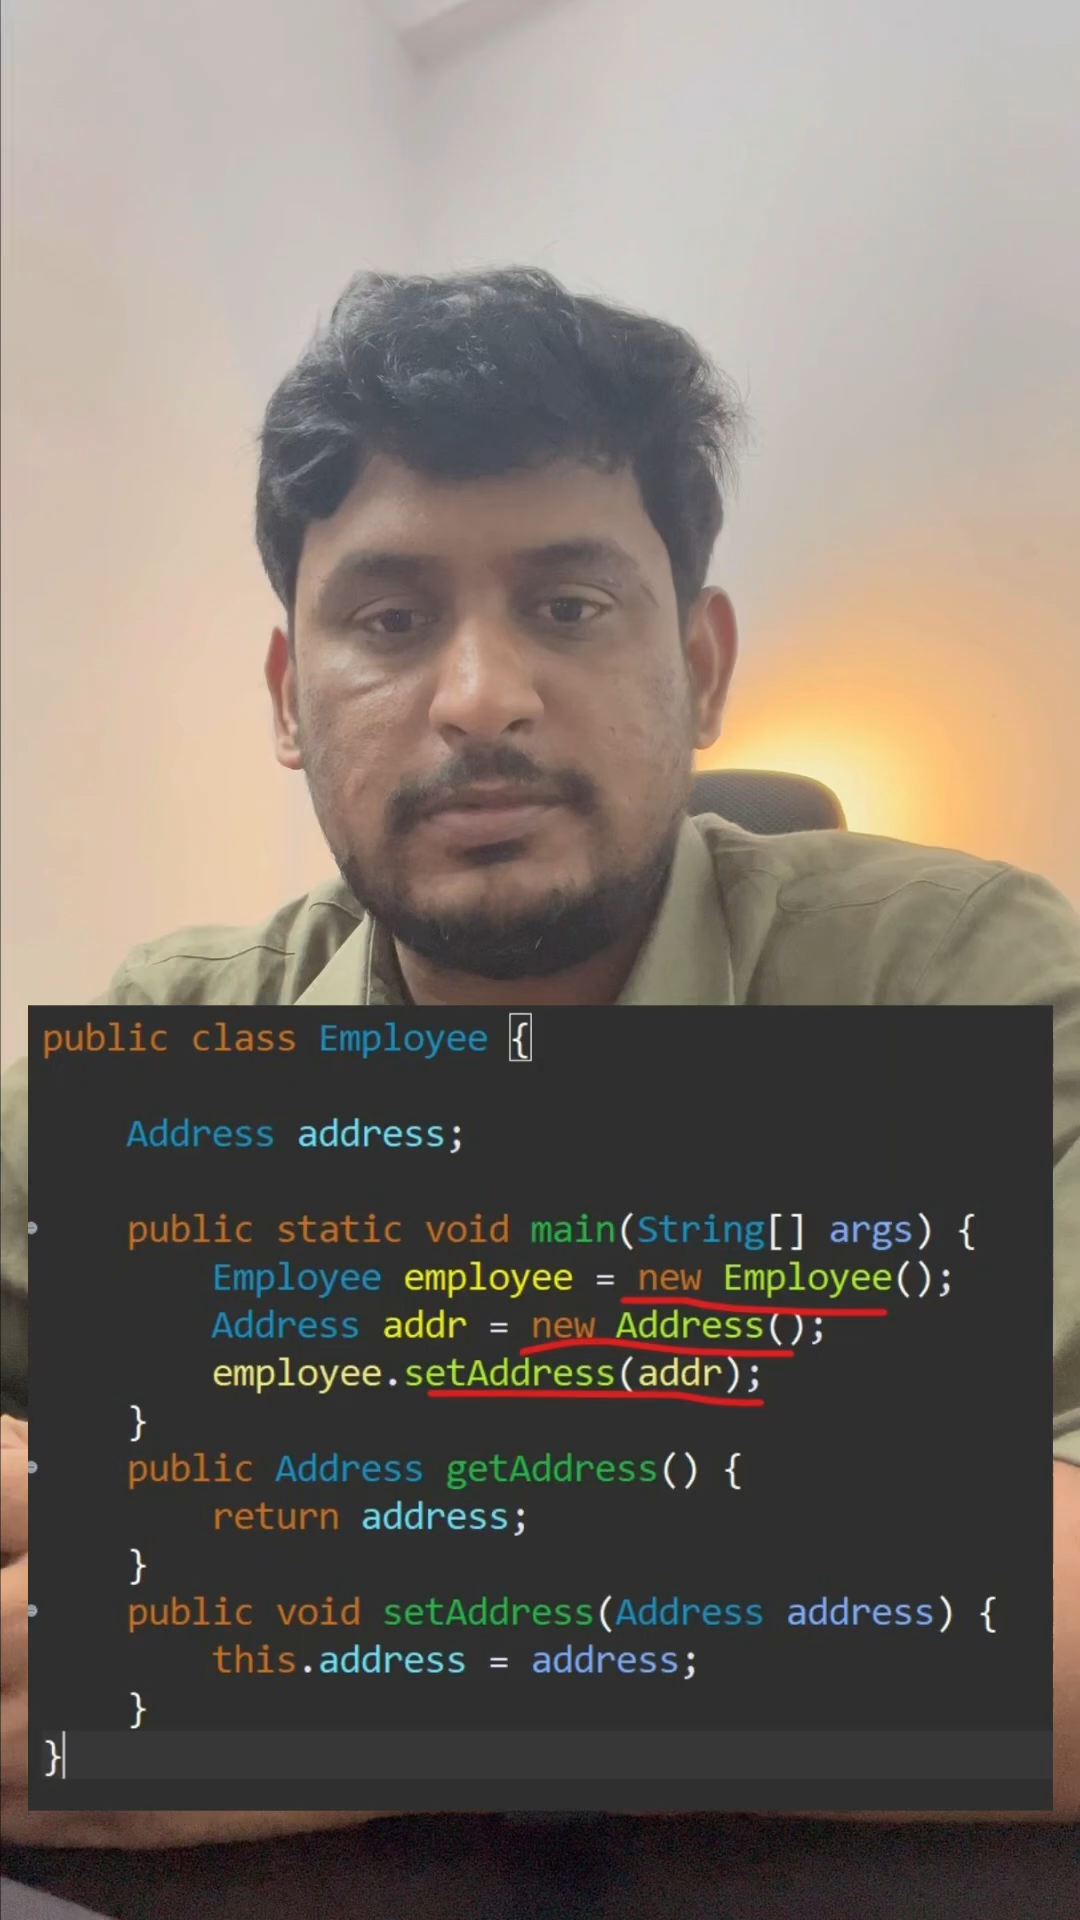 public class Employee {
Address address;
public static void main(String[] args) {
Employee employee = new Employee();
Address addr = new Address();
employee.setAddress(addr);
}
public Address getAddress() {
return address;
}
public void setAddress(Address address) {
this.address = address;
}
}